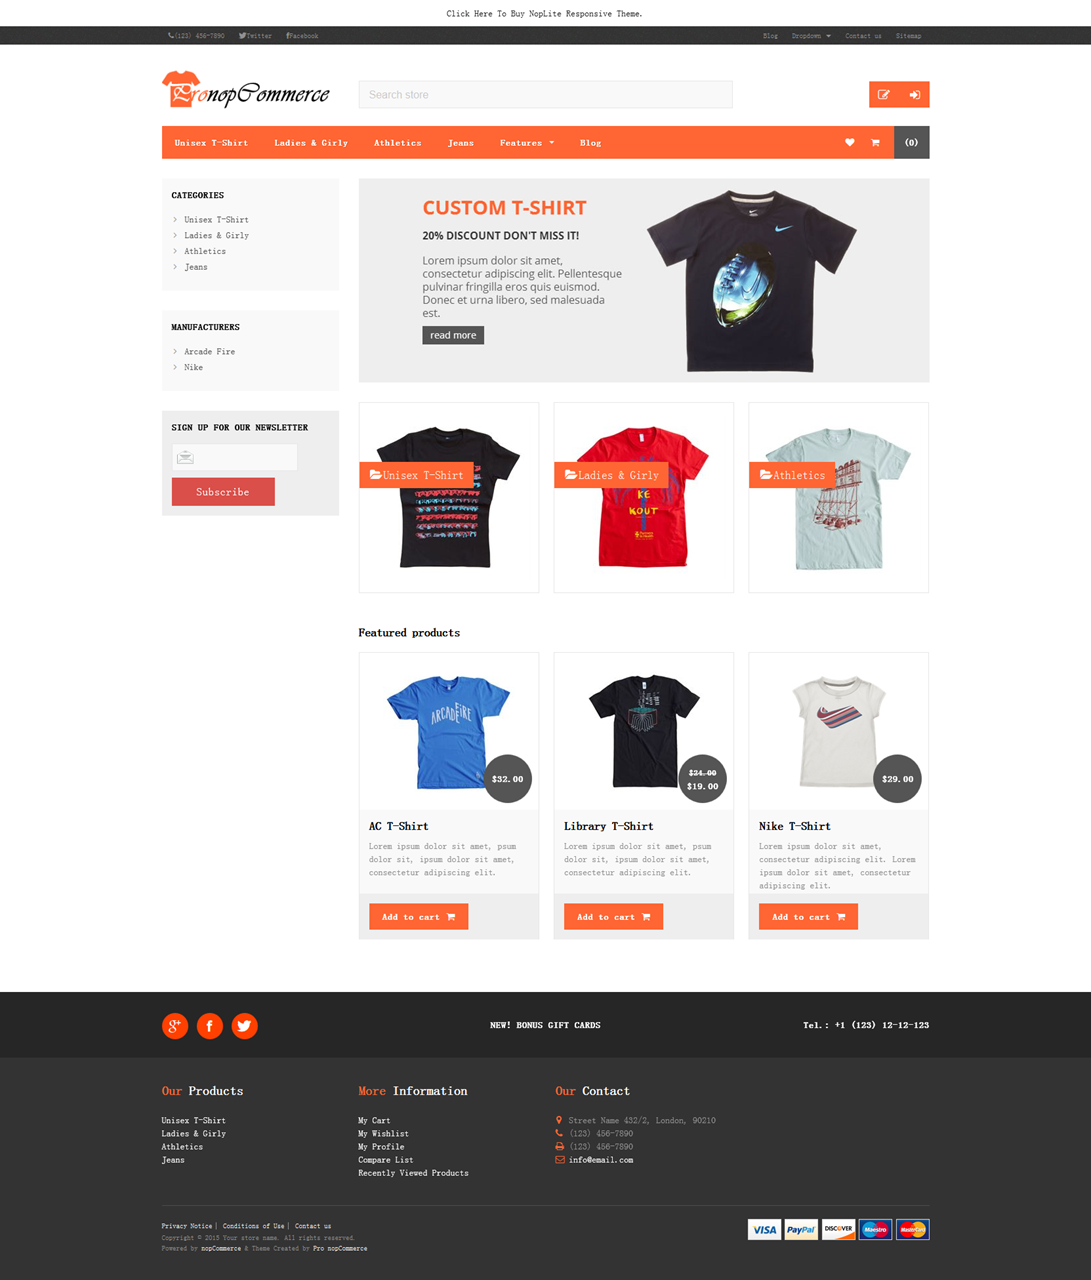 Click Here To Buy NopLite Responsive Theme.
(123) 456-7890 Twitter Facebook Blog Dropdown Contact us Sitemap
PronopCommerce
Search store
Unisex T-Shirt Ladies & Girly Athletics Jeans Features Blog (0)
CATEGORIES
Unisex T-Shirt
Ladies & Girly
Athletics
Jeans
MANUFACTURERS
Arcade Fire
Nike
SIGN UP FOR OUR NEWSLETTER
Subscribe
CUSTOM T-SHIRT
20% DISCOUNT DON'T MISS IT!
Lorem ipsum dolor sit amet,
consectetur adipiscing elit. Pellentesque
pulvinar fringilla eros quis euismod.
Donec et urna libero, sed malesuada
est.
read more
Unisex T-Shirt
Ladies & Girly
KE
KOUT
Athletics
Featured products
ARCADE FIRE
$32.00
AC T-Shirt
Lorem ipsum dolor sit amet, psum
dolor sit, ipsum dolor sit amet,
consectetur adipiscing elit.
Add to cart
$24.00
$19.00
Library T-Shirt
Lorem ipsum dolor sit amet, psum
dolor sit, ipsum dolor sit amet,
consectetur adipiscing elit.
Add to cart
$29.00
Nike T-Shirt
Lorem ipsum dolor sit amet,
consectetur adipiscing elit. Lorem
ipsum dolor sit amet, consectetur
adipiscing elit.
Add to cart
NEW! BONUS GIFT CARDS
Tel.: +1 (123) 12-12-123
Our Products
Unisex T-Shirt
Ladies & Girly
Athletics
Jeans
More Information
My Cart
My Wishlist
My Profile
Compare List
Recently Viewed Products
Our Contact
Street Name 432/2, London, 90210
(123) 456-7890
(123) 456-7890
info@email.com
Privacy Notice | Conditions of Use | Contact us
Copyright © 2015 Your store name. All rights reserved.
Powered by nopCommerce & Theme Created by Pro nopCommerce
VISA PayPal DISCOVER Maestro MasterCard